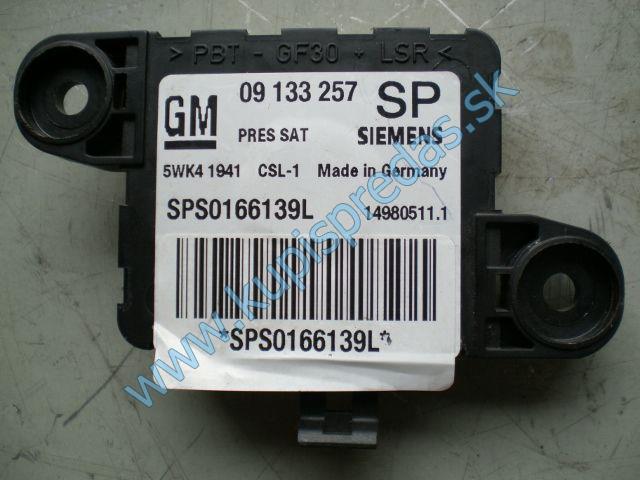 > PBT - GF30 + LSR <
GM 09 133 257 SP
PRES SAT SIEMENS
5WK4 1941 CSL-1 Made in Germany
SPS0166139L 14980511.1
*SPS0166139L*
www.kupispredas.sk